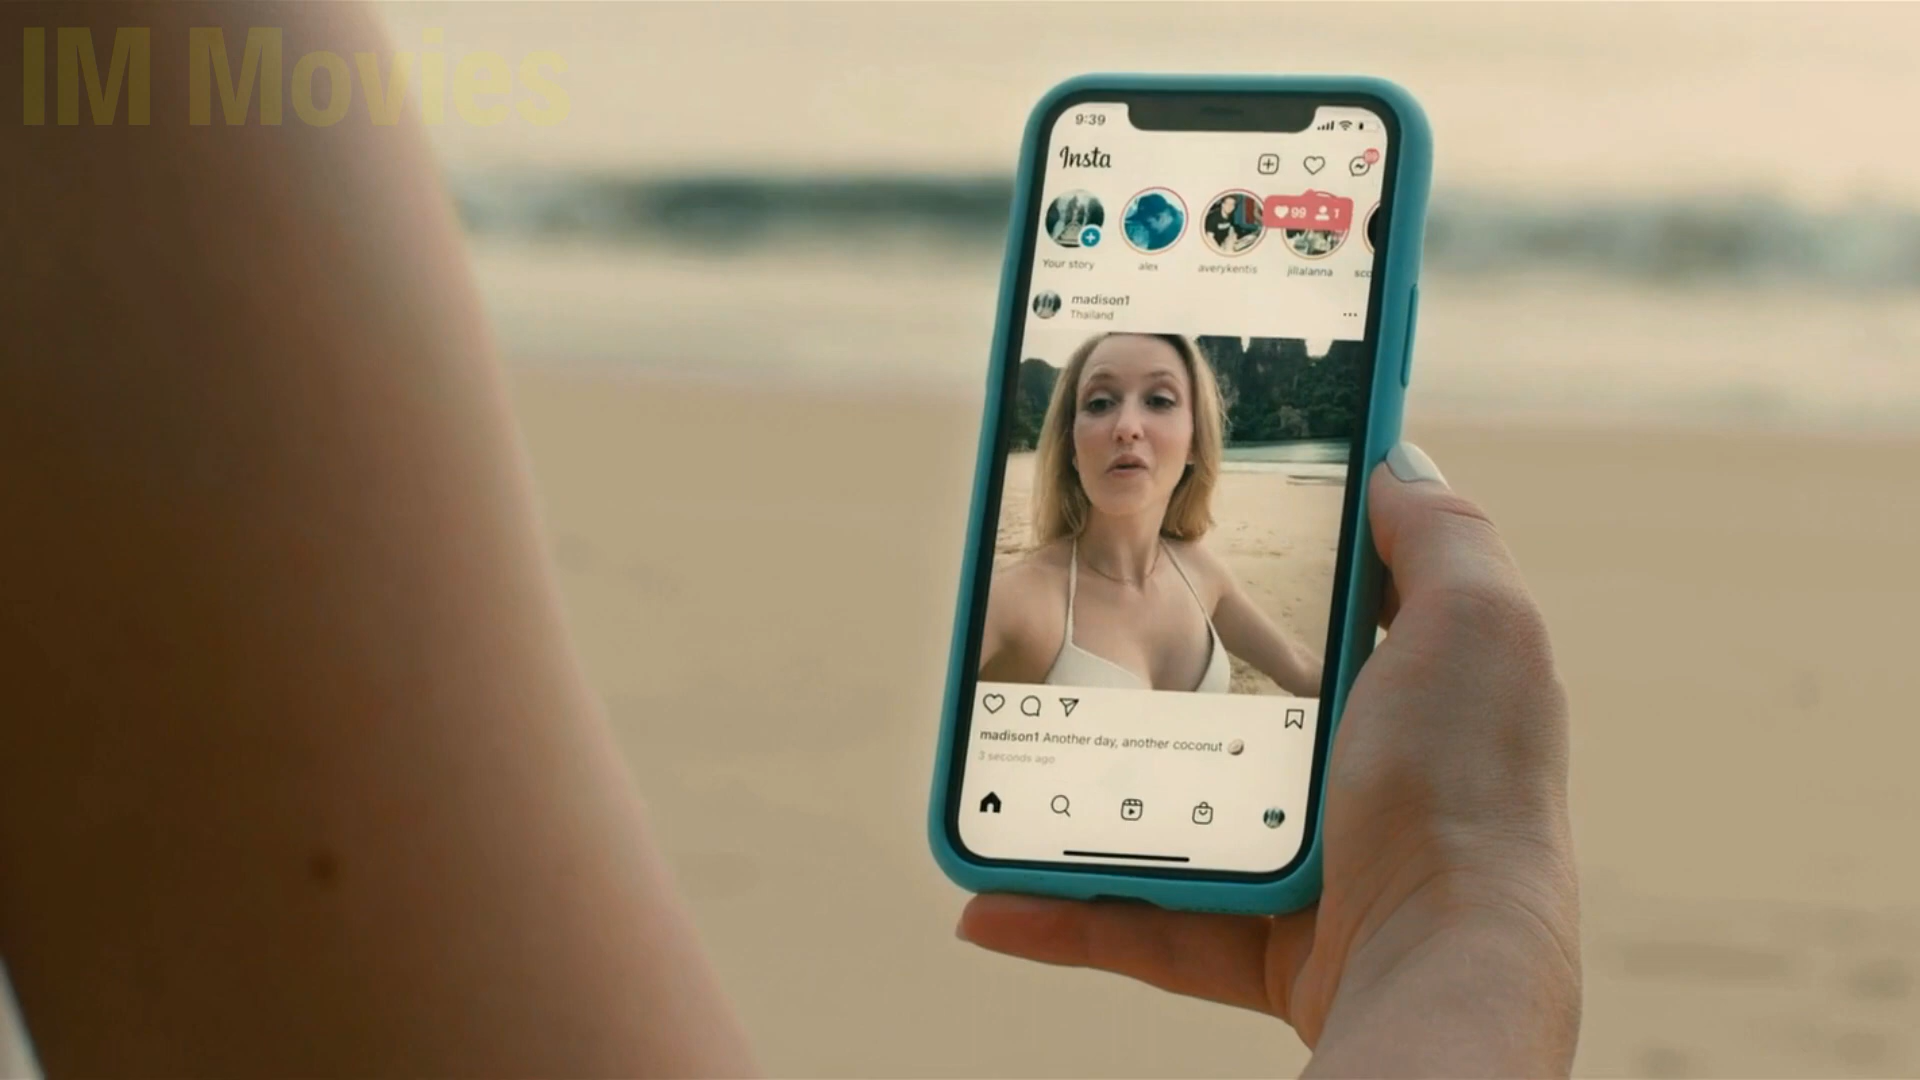 IM Movies
9:39
Insta
99 1
Your story
alex
averykentis
jillalanna
sco
madison1
Thailand
...
madison1 Another day, another coconut 🥥
3 seconds ago